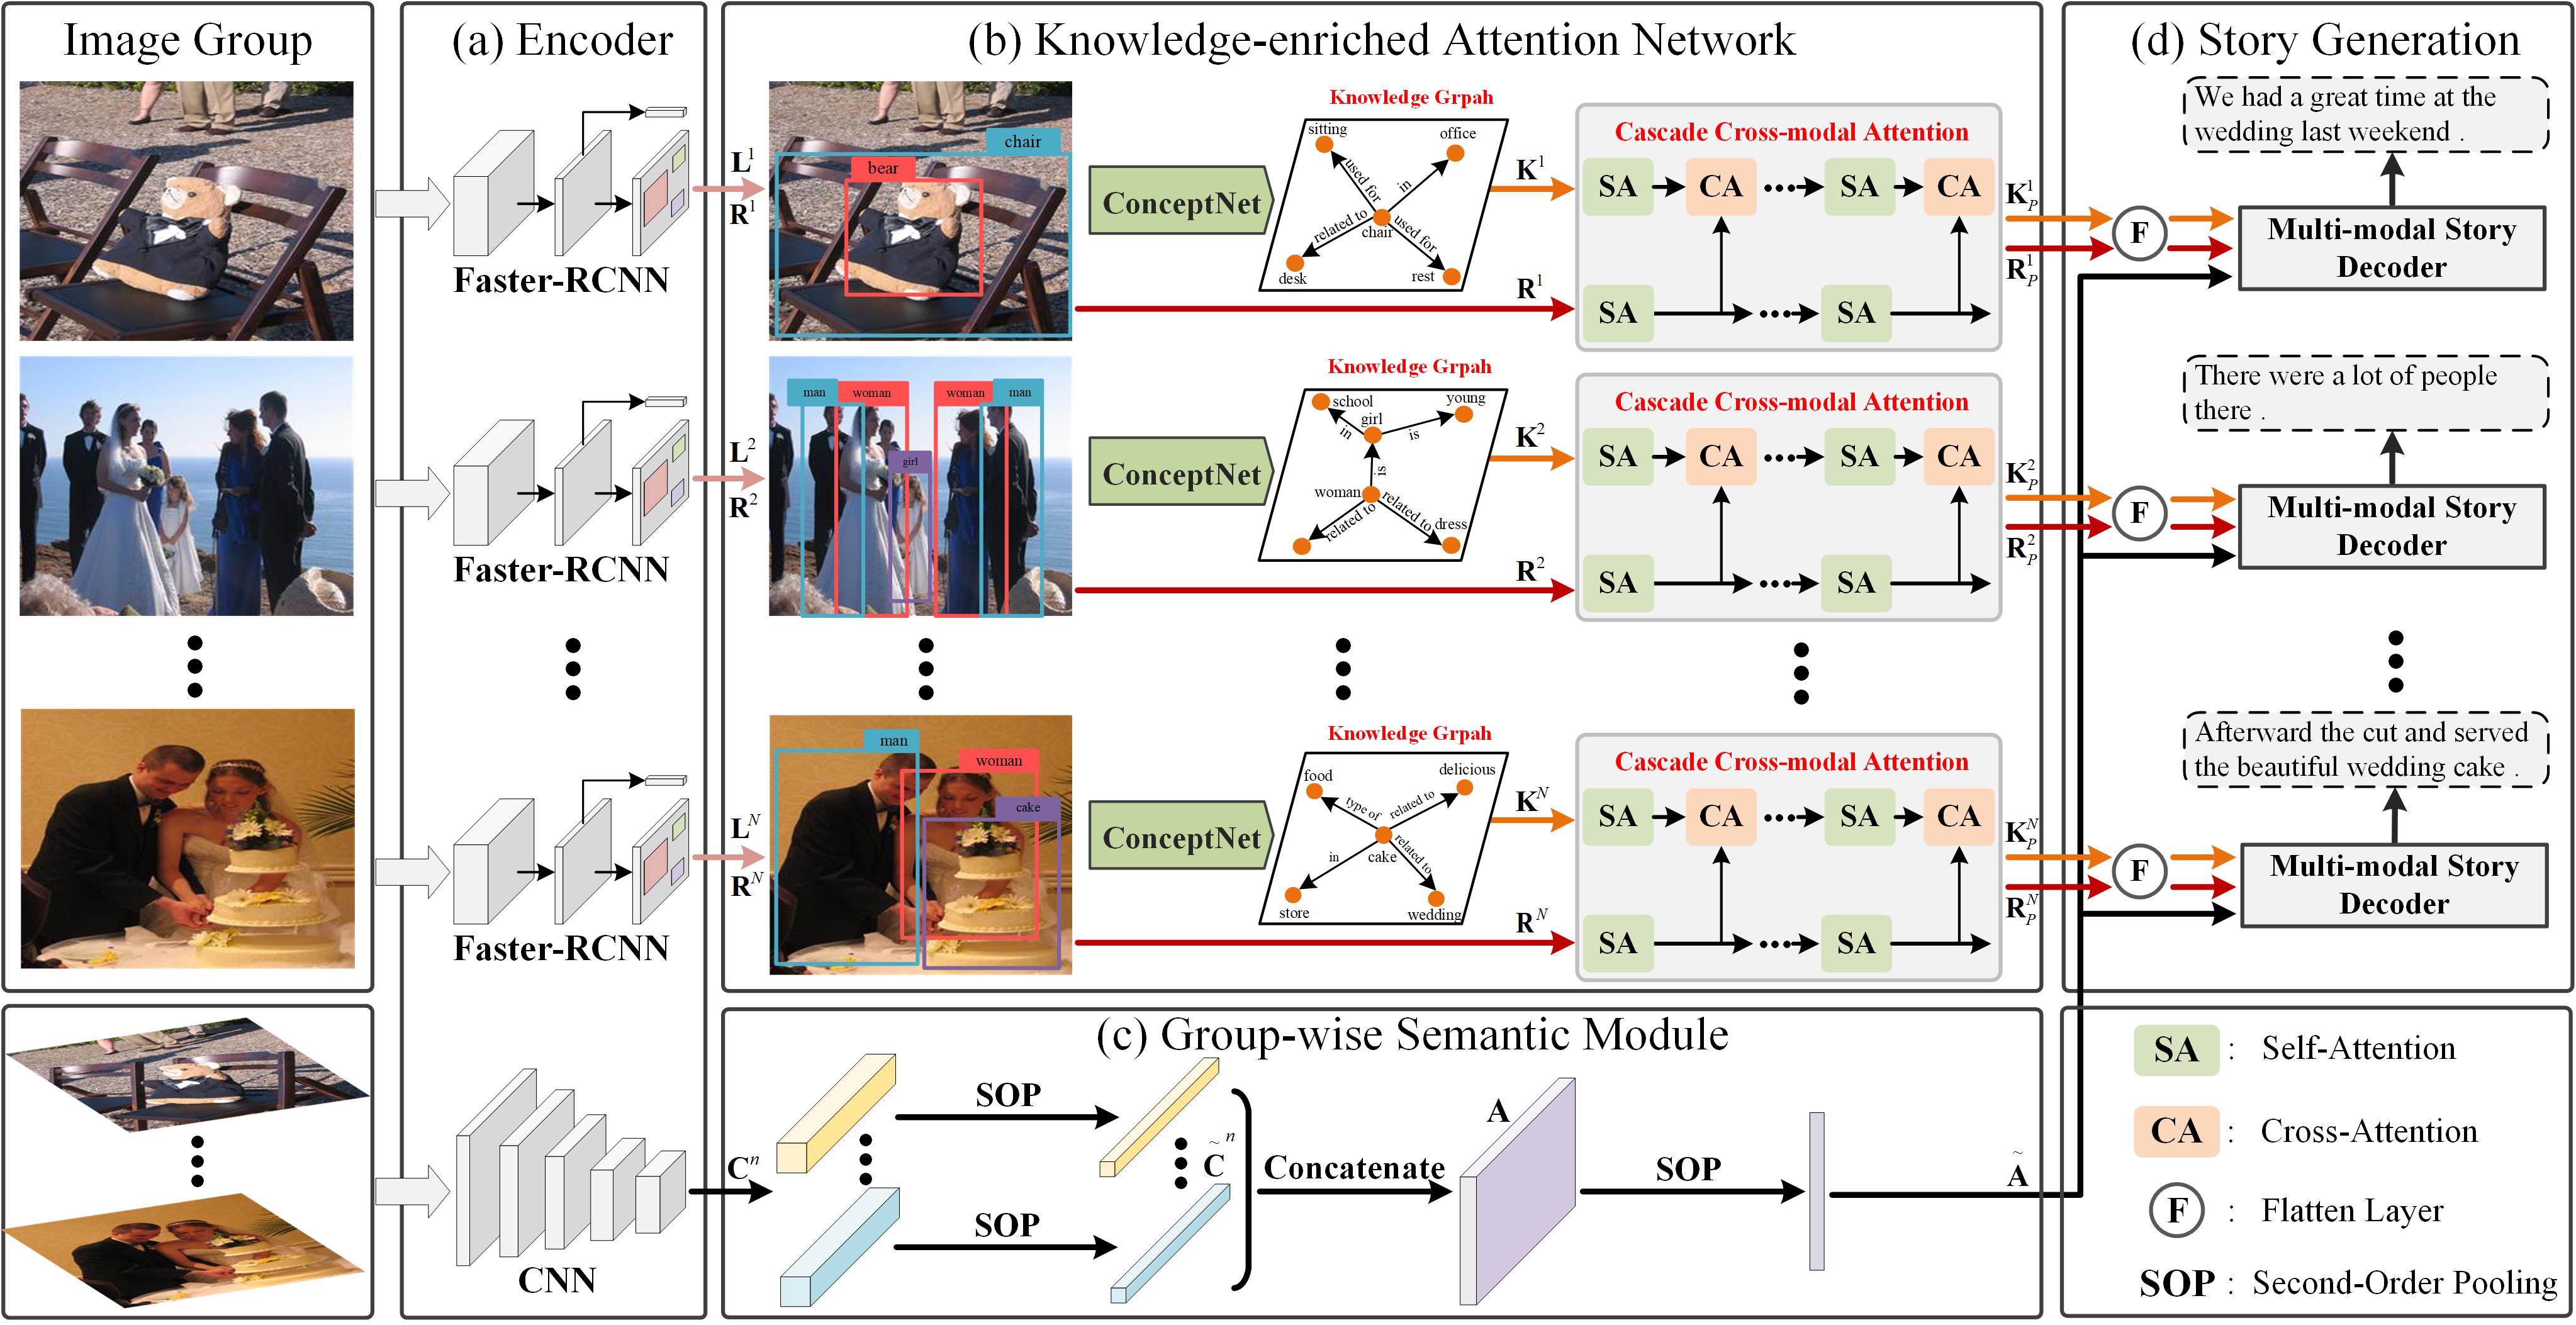 Image Group
(a) Encoder
(b) Knowledge-enriched Attention Network
(d) Story Generation
Faster-RCNN
L^1
R^1
chair
bear
ConceptNet
Knowledge Grpah
sitting
office
used for
in
related to
chair
used for
desk
rest
K^1
R^1
Cascade Cross-modal Attention
SA
CA
SA
CA
SA
SA
K_P^1
R_P^1
F
We had a great time at the
wedding last weekend .
Multi-modal Story
Decoder
Faster-RCNN
L^2
R^2
man
woman
woman
man
girl
ConceptNet
Knowledge Grpah
school
young
girl
in
is
is
woman
related to
related to
dress
K^2
R^2
Cascade Cross-modal Attention
SA
CA
SA
CA
SA
SA
K_P^2
R_P^2
F
There were a lot of people
there .
Multi-modal Story
Decoder
Faster-RCNN
L^N
R^N
man
woman
cake
ConceptNet
Knowledge Grpah
food
delicious
type of
related to
in
cake
related to
store
wedding
K^N
R^N
Cascade Cross-modal Attention
SA
CA
SA
CA
SA
SA
K_P^N
R_P^N
F
Afterward the cut and served
the beautiful wedding cake .
Multi-modal Story
Decoder
CNN
(c) Group-wise Semantic Module
C^n
SOP
SOP
C̃^n
Concatenate
A
SOP
Ã
SA : Self-Attention
CA : Cross-Attention
F : Flatten Layer
SOP : Second-Order Pooling